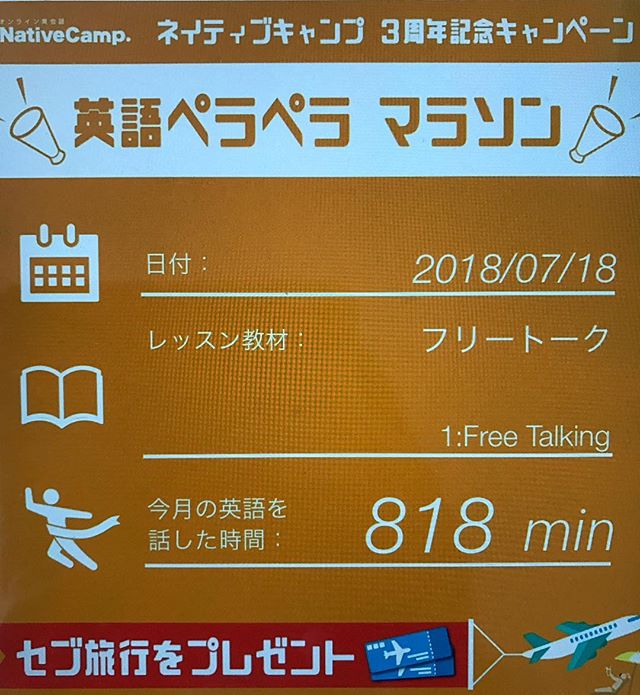 オンライン英会話
NativeCamp. ネイティブキャンプ 3周年記念キャンペーン
英語ペラペラ マラソン
日付： 2018/07/18
レッスン教材： フリートーク
1:Free Talking
今月の英語を
話した時間： 818 min
セブ旅行をプレゼント